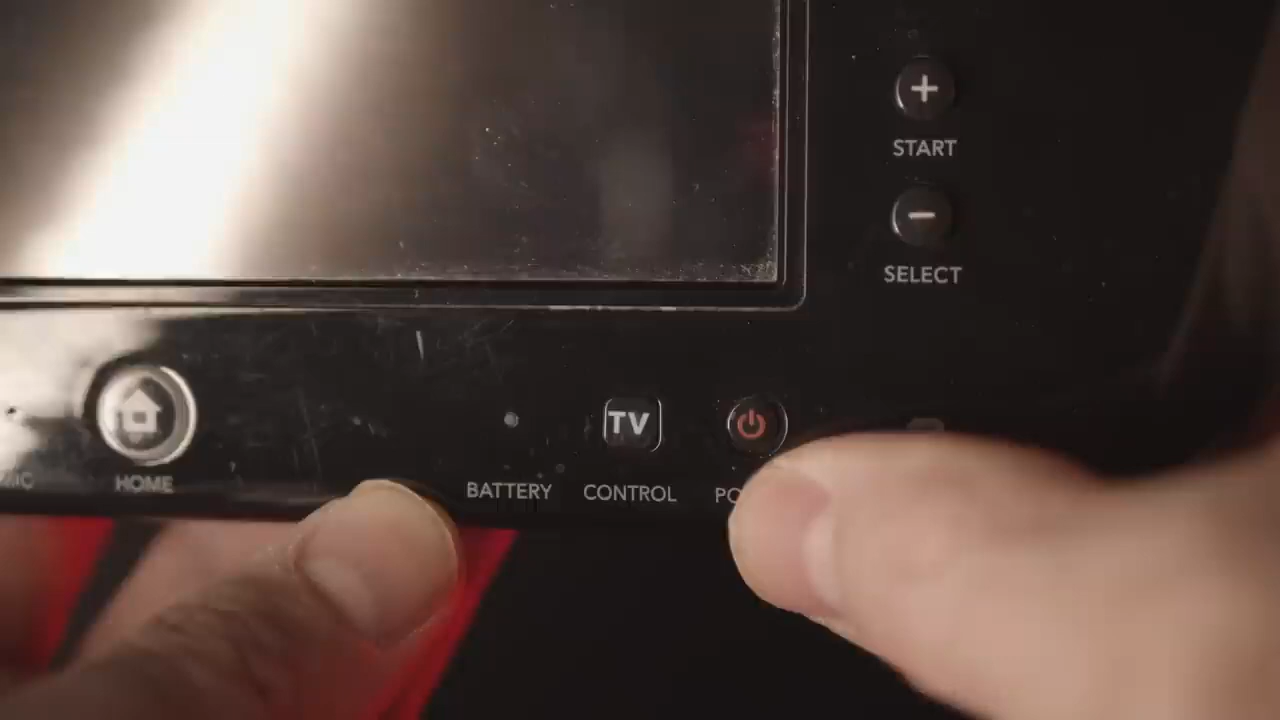 +
START
−
SELECT
TV
HOME
BATTERY
CONTROL